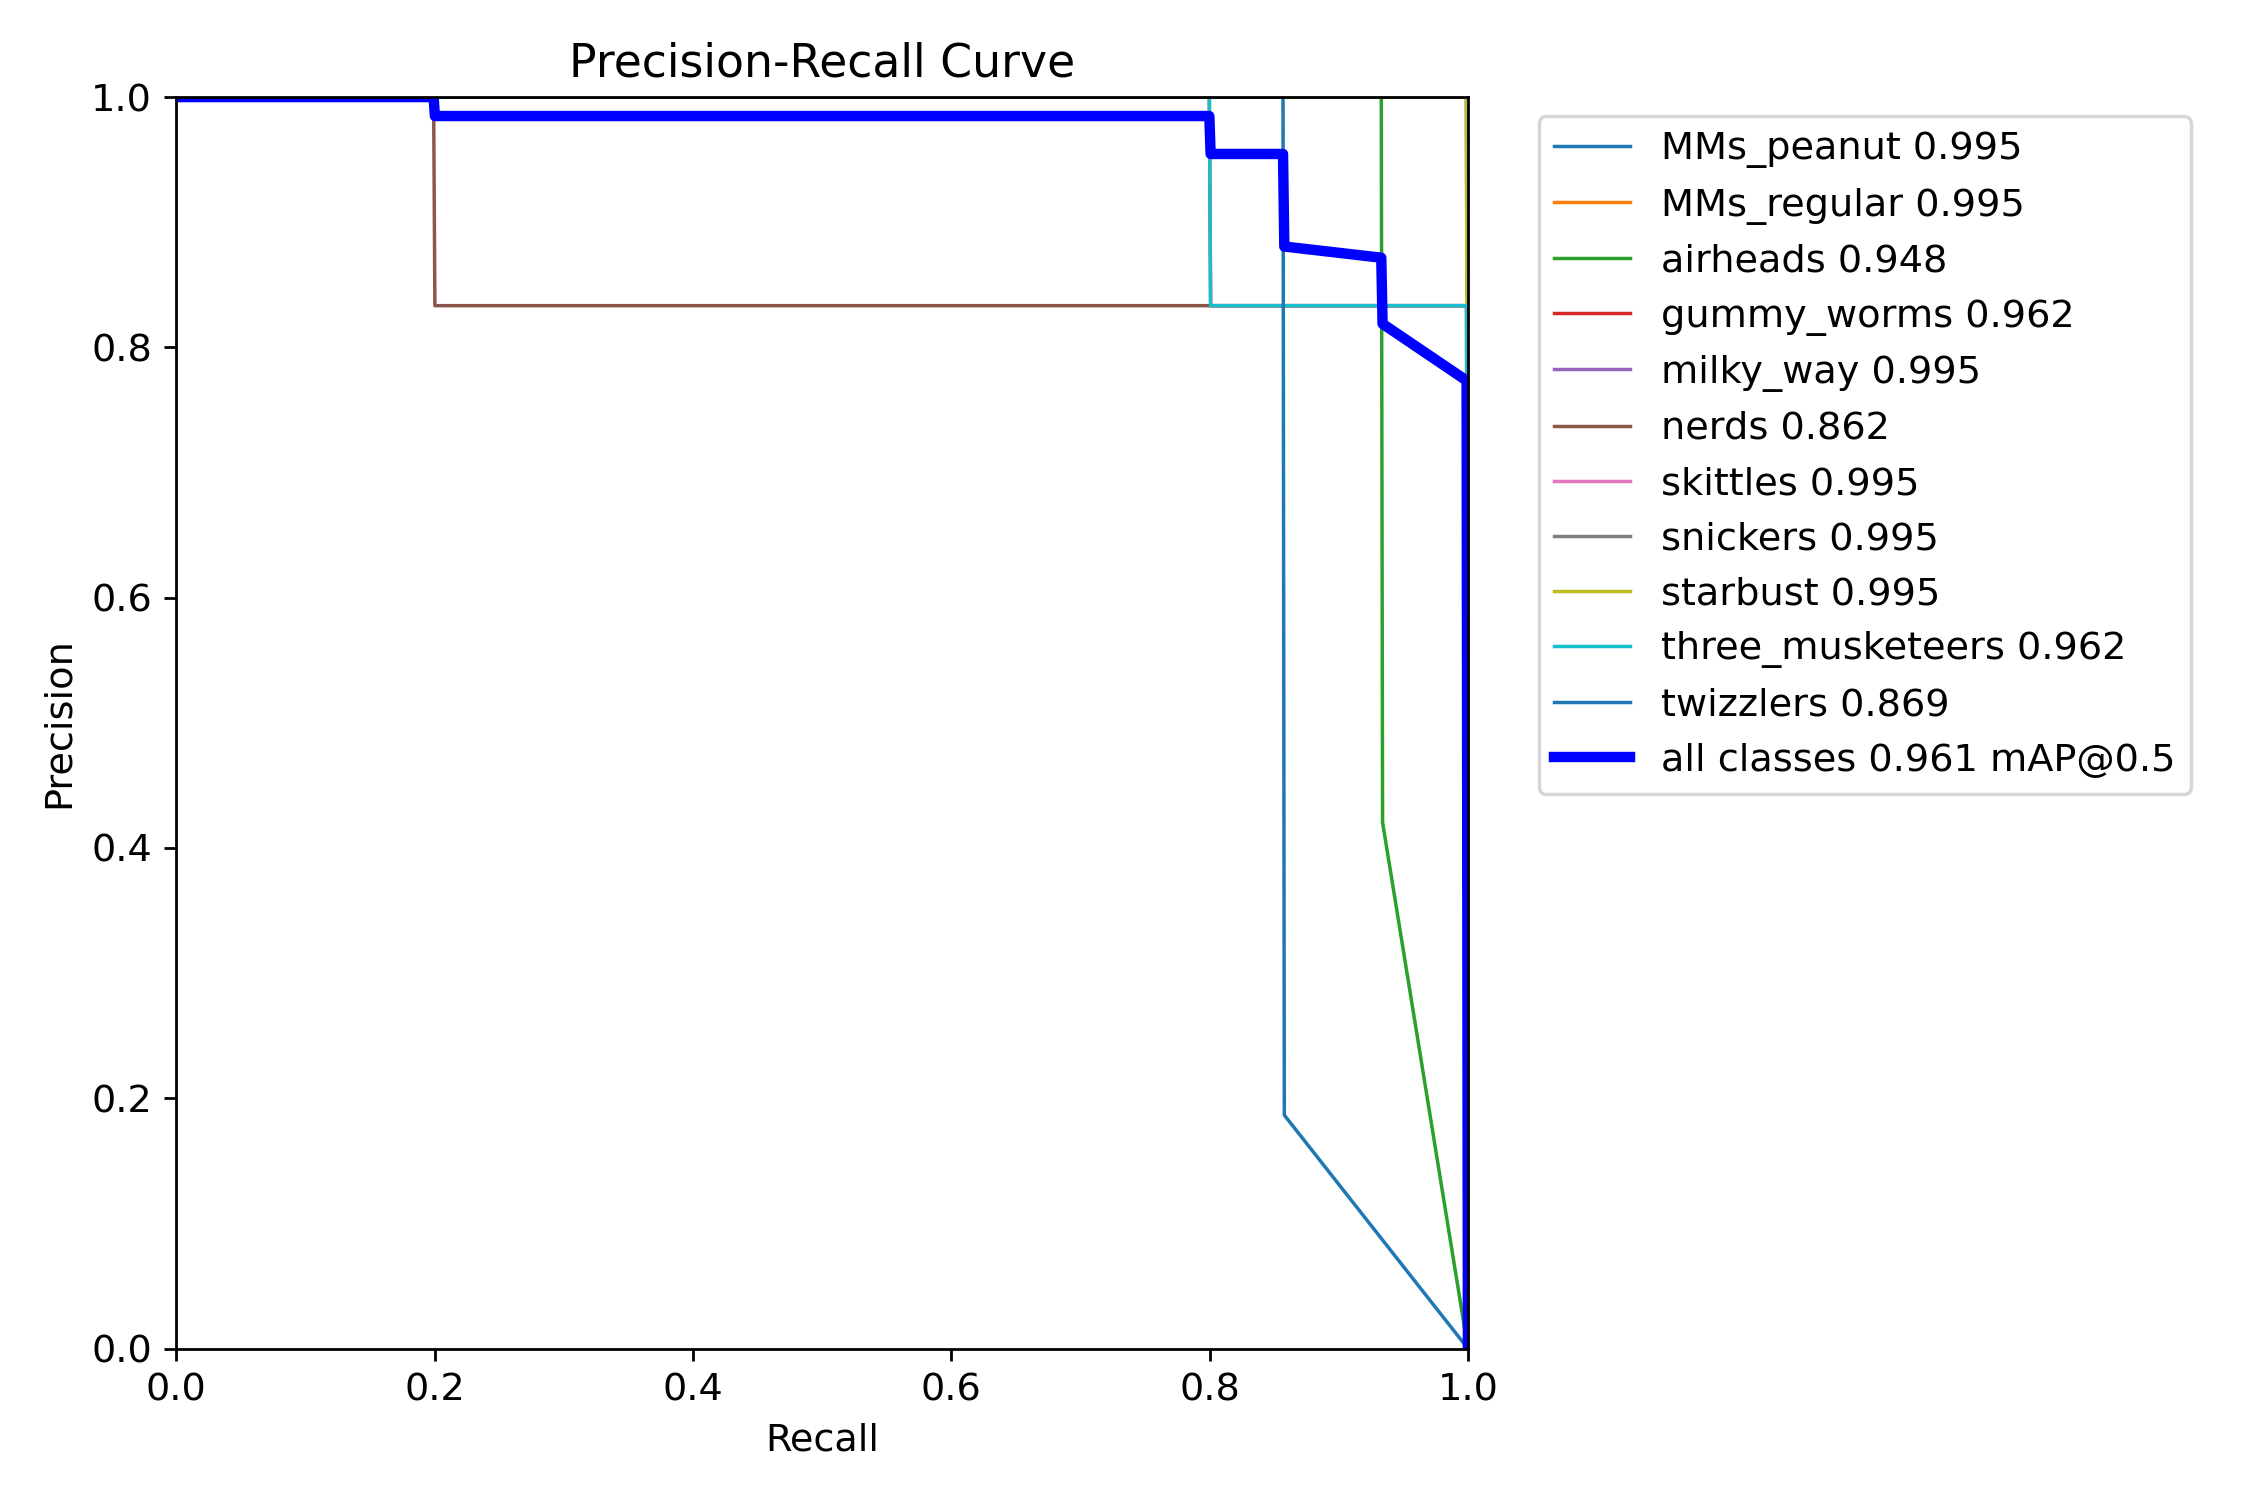 Precision-Recall Curve
1.0
0.8
0.6
0.4
0.2
0.0
Precision
0.0 0.2 0.4 0.6 0.8 1.0
Recall
MMs_peanut 0.995
MMs_regular 0.995
airheads 0.948
gummy_worms 0.962
milky_way 0.995
nerds 0.862
skittles 0.995
snickers 0.995
starbust 0.995
three_musketeers 0.962
twizzlers 0.869
all classes 0.961 mAP@0.5